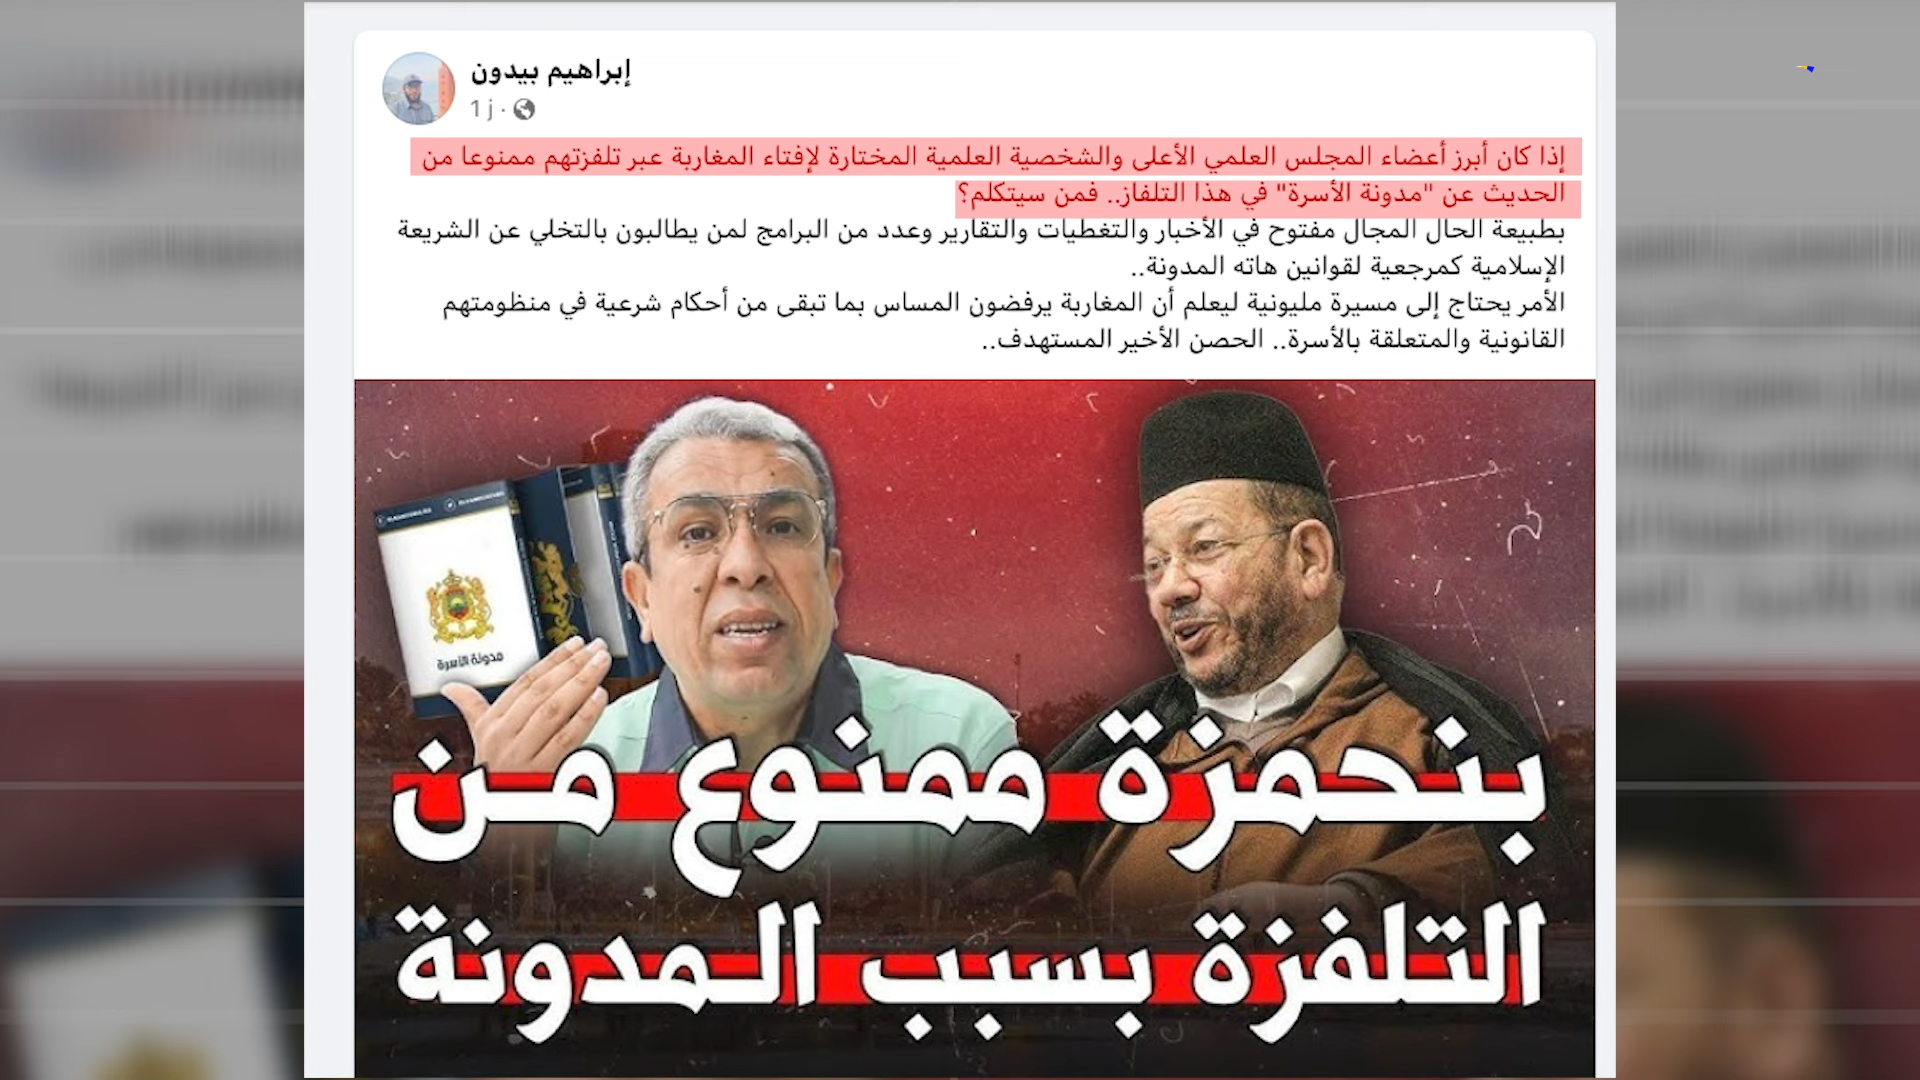 إبراهيم بيدون
1 j ·
إذا كان أبرز أعضاء المجلس العلمي الأعلى والشخصية العلمية المختارة لإفتاء المغاربة عبر تلفزتهم ممنوعا من
الحديث عن "مدونة الأسرة" في هذا التلفاز.. فمن سيتكلم؟
بطبيعة الحال المجال مفتوح في الأخبار والتغطيات والتقارير وعدد من البرامج لمن يطالبون بالتخلي عن الشريعة
الإسلامية كمرجعية لقوانين هاته المدونة..
الأمر يحتاج إلى مسيرة مليونية ليعلم أن المغاربة يرفضون المساس بما تبقى من أحكام شرعية في منظومتهم
القانونية والمتعلقة بالأسرة.. الحصن الأخير المستهدف..
مدونة الأسرة
بنحمزة ممنوع من
التلفزة بسبب المدونة